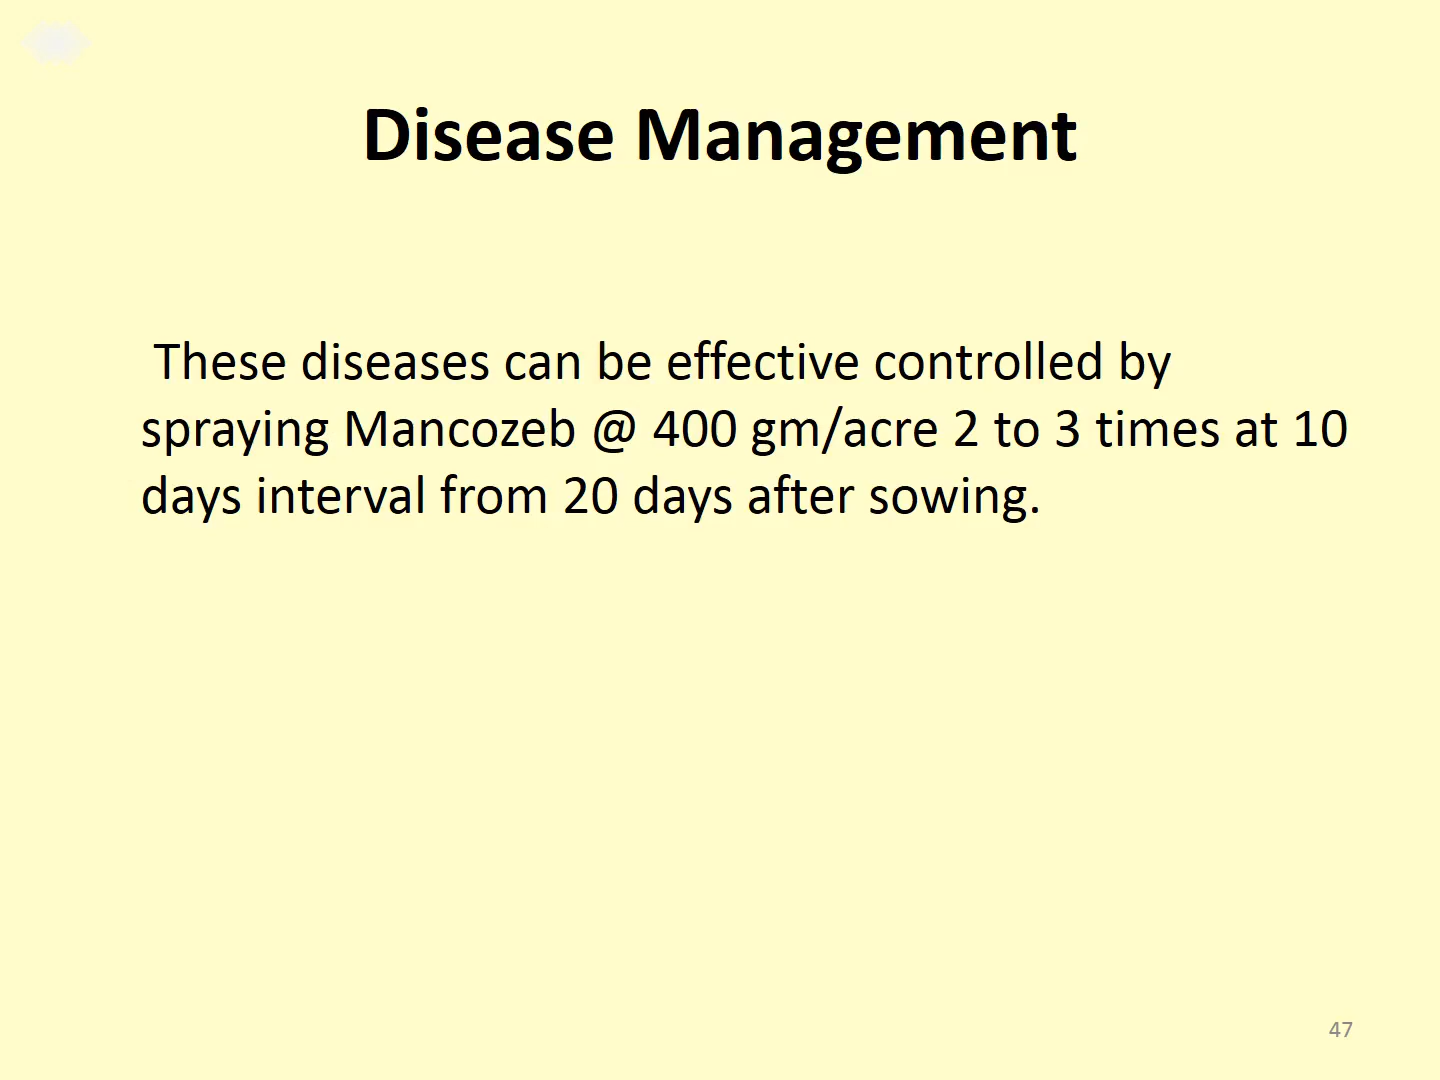 Disease Management
These diseases can be effective controlled by
spraying Mancozeb @ 400 gm/acre 2 to 3 times at 10
days interval from 20 days after sowing.
47